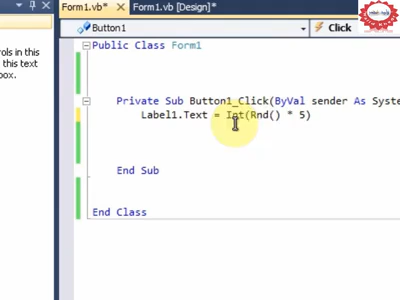 Form1.vb*
Form1.vb [Design]*
Button1
Click
rols in this
this text
box.
Public Class Form1
Private Sub Button1_Click(ByVal sender As Syste
Label1.Text = Int(Rnd() * 5)
End Sub
End Class